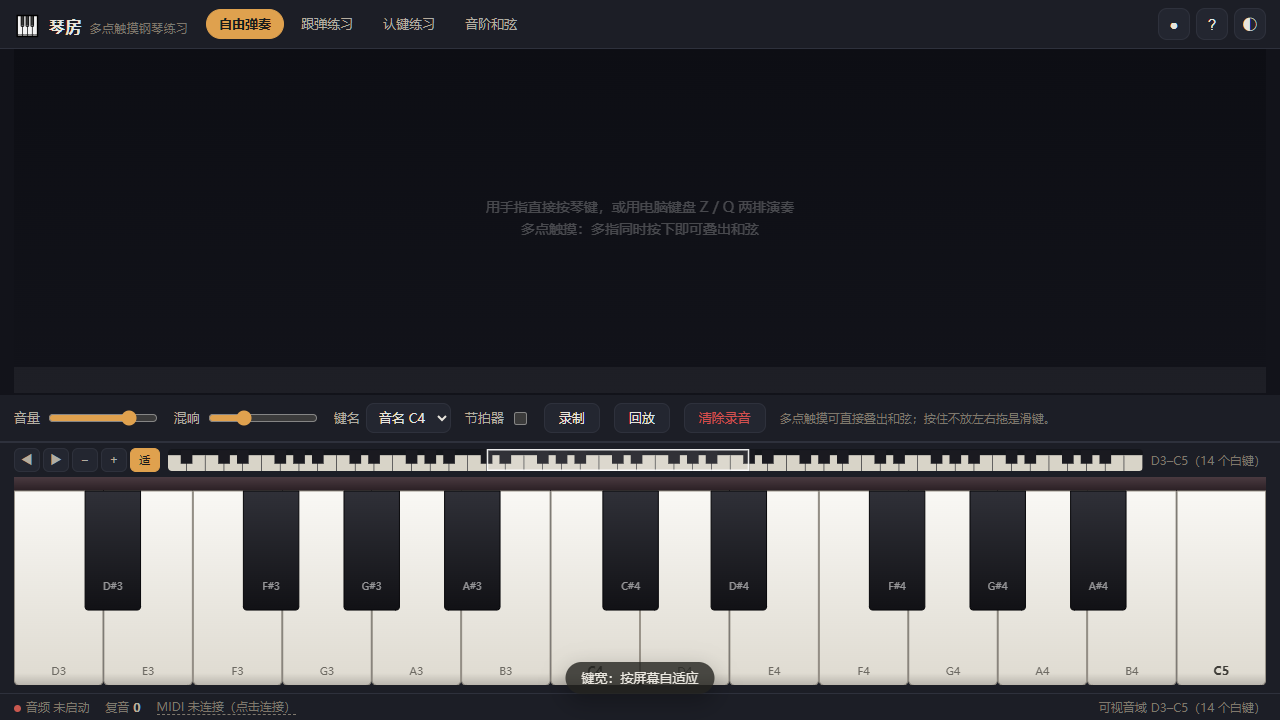 琴房 多点触摸钢琴练习 自由弹奏 跟弹练习 认键练习 音阶和弦 ?
用手指直接按琴键，或用电脑键盘 Z / Q 两排演奏
多点触摸：多指同时按下即可叠出和弦
音量 混响 键名 音名 C4 节拍器 录制 回放 清除录音 多点触摸可直接叠出和弦；按住不放左右拖是滑键。
− + 适 D3–C5（14 个白键）
D#3 F#3 G#3 A#3 C#4 D#4 F#4 G#4 A#4
D3 E3 F3 G3 A3 B3 C4 D4 E4 F4 G4 A4 B4 C5
键宽：按屏幕自适应
音频 未启动 复音 0 MIDI 未连接（点击连接） 可视音域 D3–C5（14 个白键）